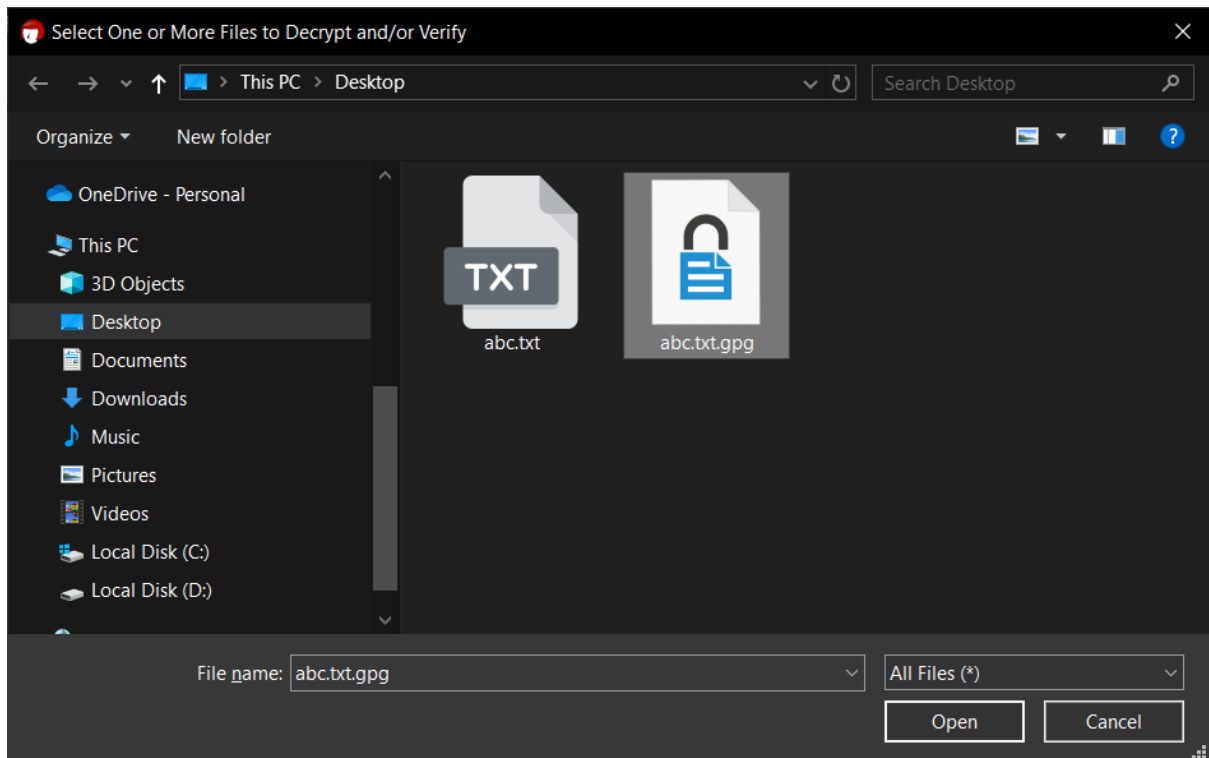 Select One or More Files to Decrypt and/or Verify
This PC > Desktop
Search Desktop
Organize
New folder
?
OneDrive - Personal
This PC
3D Objects
Desktop
Documents
Downloads
Music
Pictures
Videos
Local Disk (C:)
Local Disk (D:)
TXT
abc.txt
abc.txt.gpg
File name: abc.txt.gpg
All Files (*)
Open
Cancel